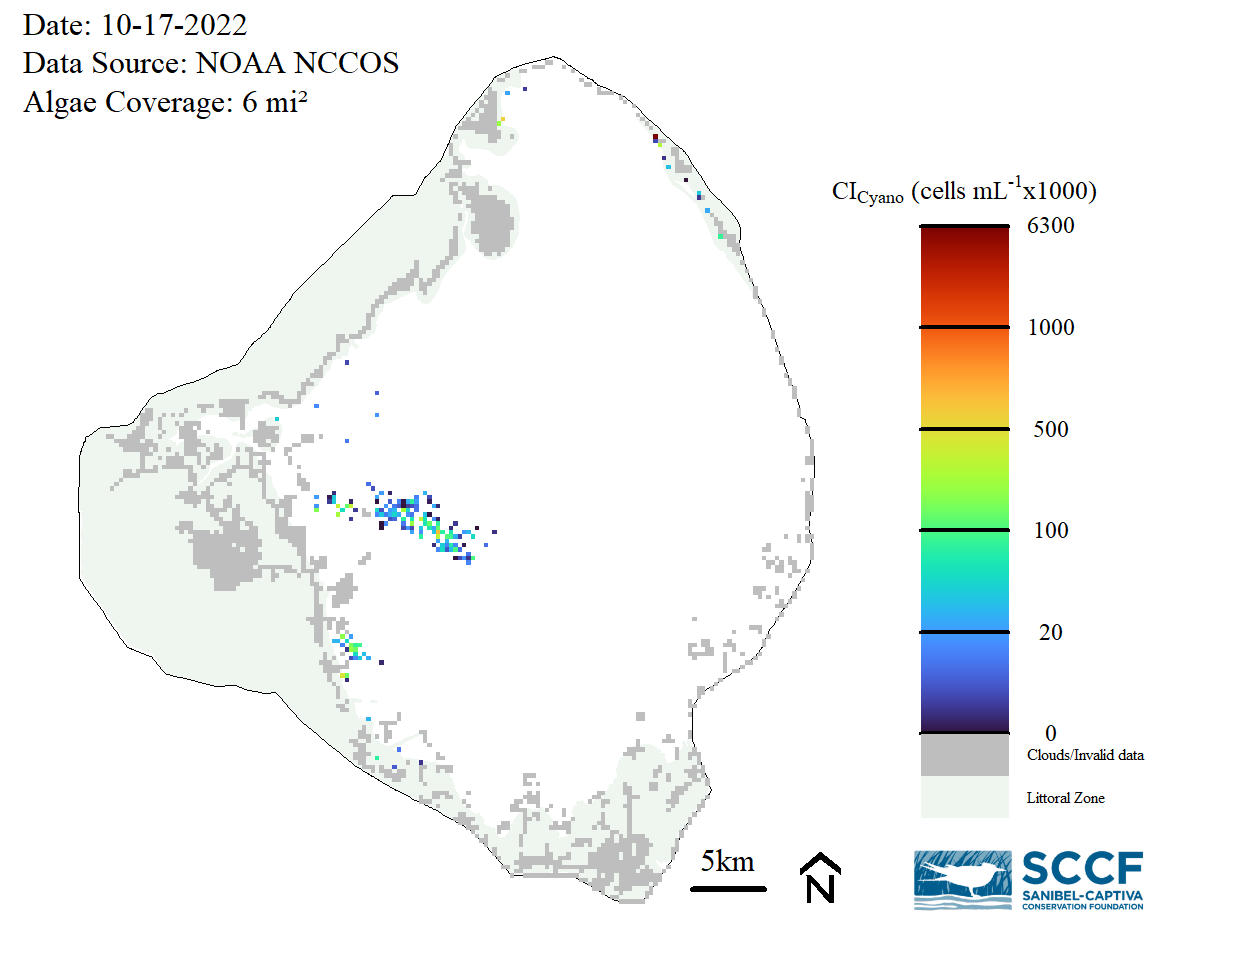 Date: 10-17-2022
Data Source: NOAA NCCOS
Algae Coverage: 6 mi²
CICyano (cells mL-1x1000)
6300
1000
500
100
20
0
Clouds/Invalid data
Littoral Zone
5km
N
SCCF
SANIBEL-CAPTIVA
CONSERVATION FOUNDATION